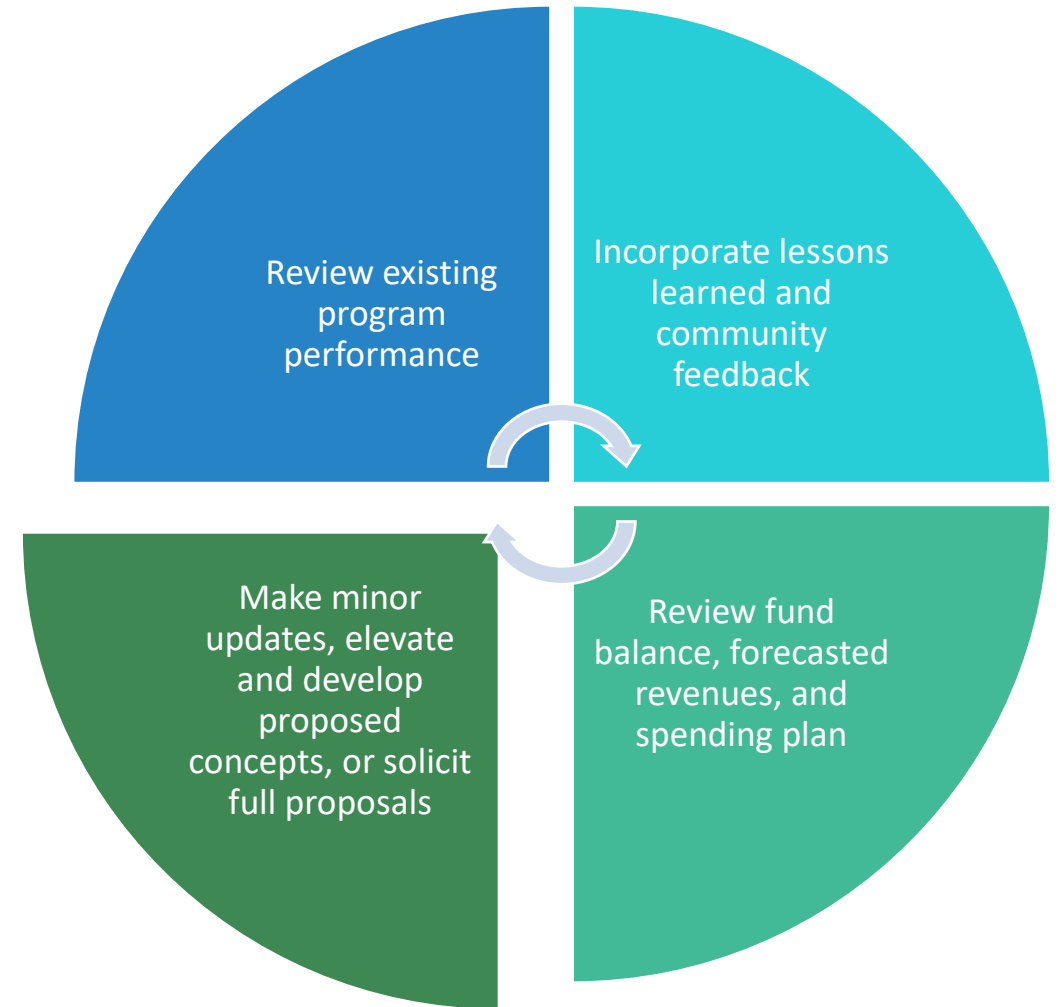 Review existing
program
performance
Incorporate lessons
learned and
community
feedback
Review fund
balance, forecasted
revenues, and
spending plan
Make minor
updates, elevate
and develop
proposed
concepts, or solicit
full proposals